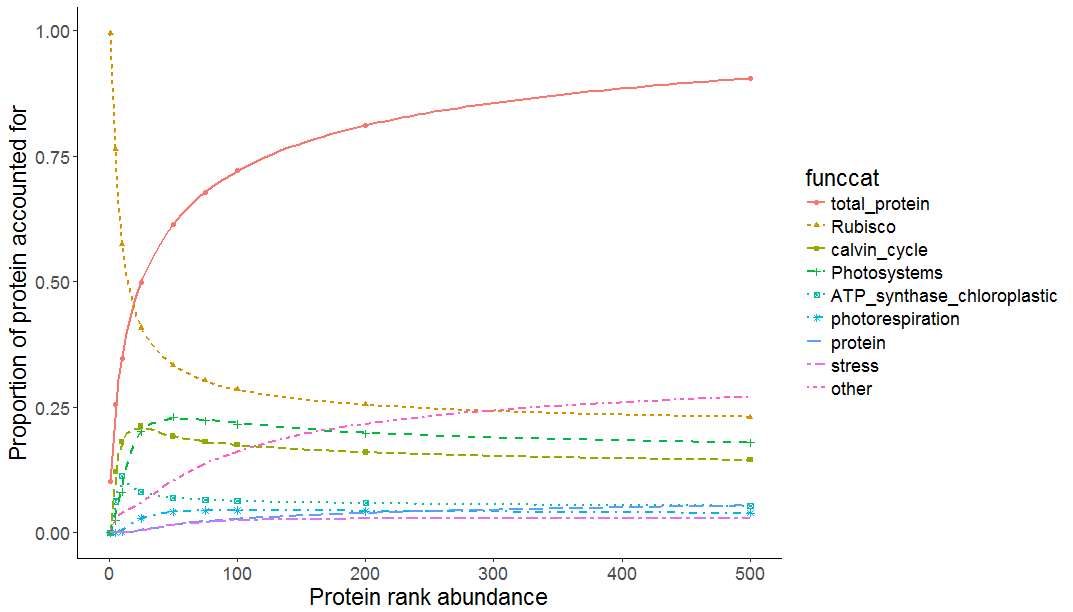 Proportion of protein accounted for
1.00
0.75
0.50
0.25
0.00
0
100
200
300
400
500
Protein rank abundance
funccat
total_protein
Rubisco
calvin_cycle
Photosystems
ATP_synthase_chloroplastic
photorespiration
protein
stress
other